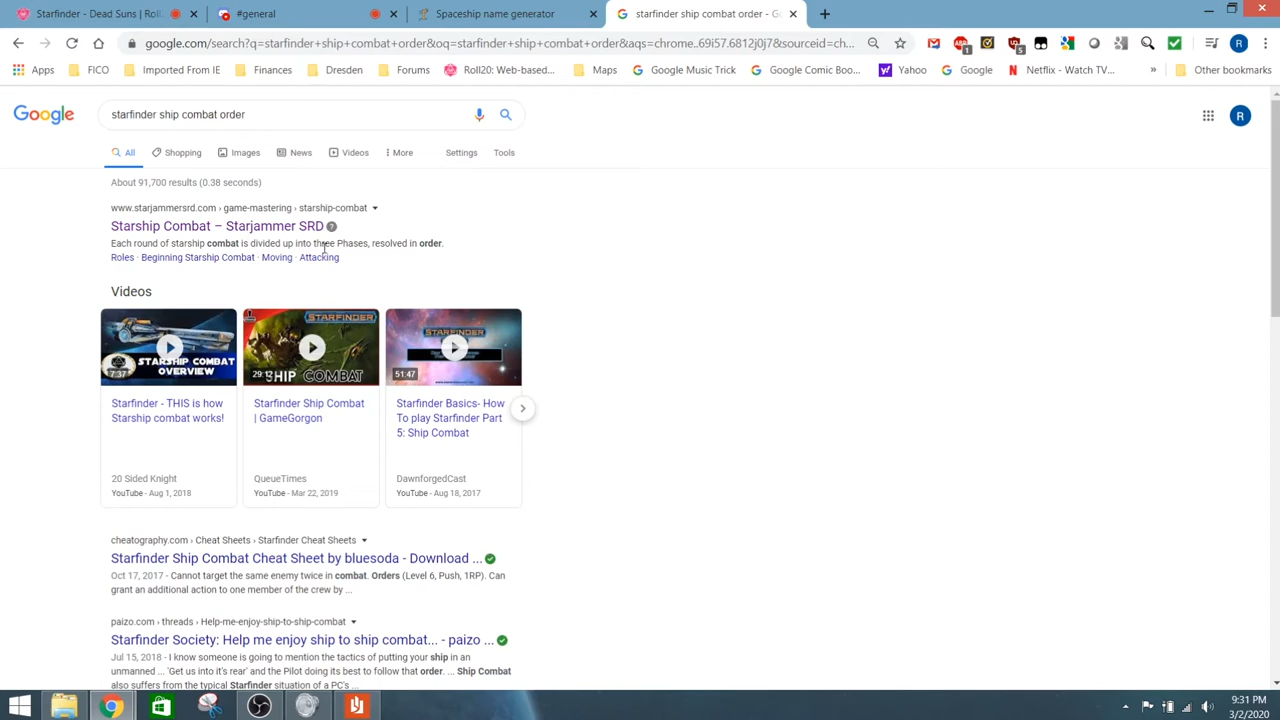 Starfinder - Dead Suns | Roll
#general
Spaceship name generator
starfinder ship combat order - G
google.com/search?q=starfinder+ship+combat+order&oq=starfinder+ship+combat+order&aqs=chrome..69i57.6812j0j7&sourceid=ch...
1
5
R
Apps
FICO
Imported From IE
Finances
Dresden
Forums
Roll20: Web-based...
Maps
Google Music Trick
Google Comic Boo...
Yahoo
Google
Netflix - Watch TV...
»
Other bookmarks
Google
starfinder ship combat order
R
All
Shopping
Images
News
Videos
More
Settings
Tools
About 91,700 results (0.38 seconds)
www.starjammersrd.com › game-mastering › starship-combat
Starship Combat – Starjammer SRD
Each round of starship combat is divided up into three Phases, resolved in order.
Roles · Beginning Starship Combat · Moving · Attacking
Videos
STARSHIP COMBAT
OVERVIEW
7:37
STARFINDER
SHIP COMBAT
29:12
STARFINDER
51:47
Starfinder - THIS is how
Starship combat works!
20 Sided Knight
YouTube - Aug 1, 2018
Starfinder Ship Combat
| GameGorgon
QueueTimes
YouTube - Mar 22, 2019
Starfinder Basics- How
To play Starfinder Part
5: Ship Combat
DawnforgedCast
YouTube - Aug 18, 2017
cheatography.com › Cheat Sheets › Starfinder Cheat Sheets
Starfinder Ship Combat Cheat Sheet by bluesoda - Download ...
Oct 17, 2017 - Cannot target the same enemy twice in combat. Orders (Level 6, Push, 1RP). Can
grant an additional action to one member of the crew by ...
paizo.com › threads › Help-me-enjoy-ship-to-ship-combat
Starfinder Society: Help me enjoy ship to ship combat... - paizo ...
Jul 15, 2018 - I know someone is going to mention the tactics of putting your ship in an
unmanned ... 'Get us into it's rear' and the Pilot doing its best to follow that order. ... Ship Combat
also suffers from the typical Starfinder situation of a PC's ...
9:31 PM
3/2/2020